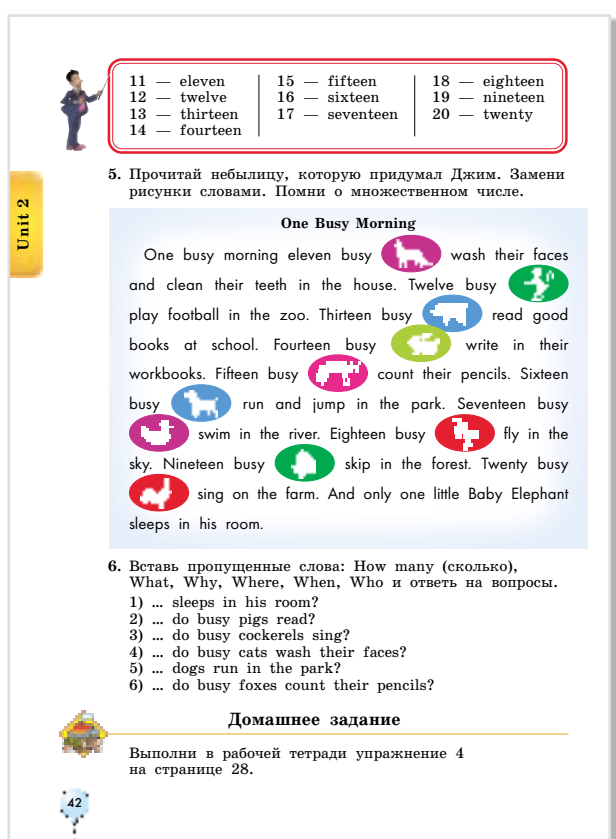 11 — eleven
12 — twelve
13 — thirteen
14 — fourteen
15 — fifteen
16 — sixteen
17 — seventeen
18 — eighteen
19 — nineteen
20 — twenty
Unit 2
5. Прочитай небылицу, которую придумал Джим. Замени
рисунки словами. Помни о множественном числе.
One Busy Morning
One busy morning eleven busy wash their faces
and clean their teeth in the house. Twelve busy
play football in the zoo. Thirteen busy read good
books at school. Fourteen busy write in their
workbooks. Fifteen busy count their pencils. Sixteen
busy run and jump in the park. Seventeen busy
swim in the river. Eighteen busy fly in the
sky. Nineteen busy skip in the forest. Twenty busy
sing on the farm. And only one little Baby Elephant
sleeps in his room.
6. Вставь пропущенные слова: How many (сколько),
What, Why, Where, When, Who и ответь на вопросы.
1) ... sleeps in his room?
2) ... do busy pigs read?
3) ... do busy cockerels sing?
4) ... do busy cats wash their faces?
5) ... dogs run in the park?
6) ... do busy foxes count their pencils?
Домашнее задание
Выполни в рабочей тетради упражнение 4
на странице 28.
42